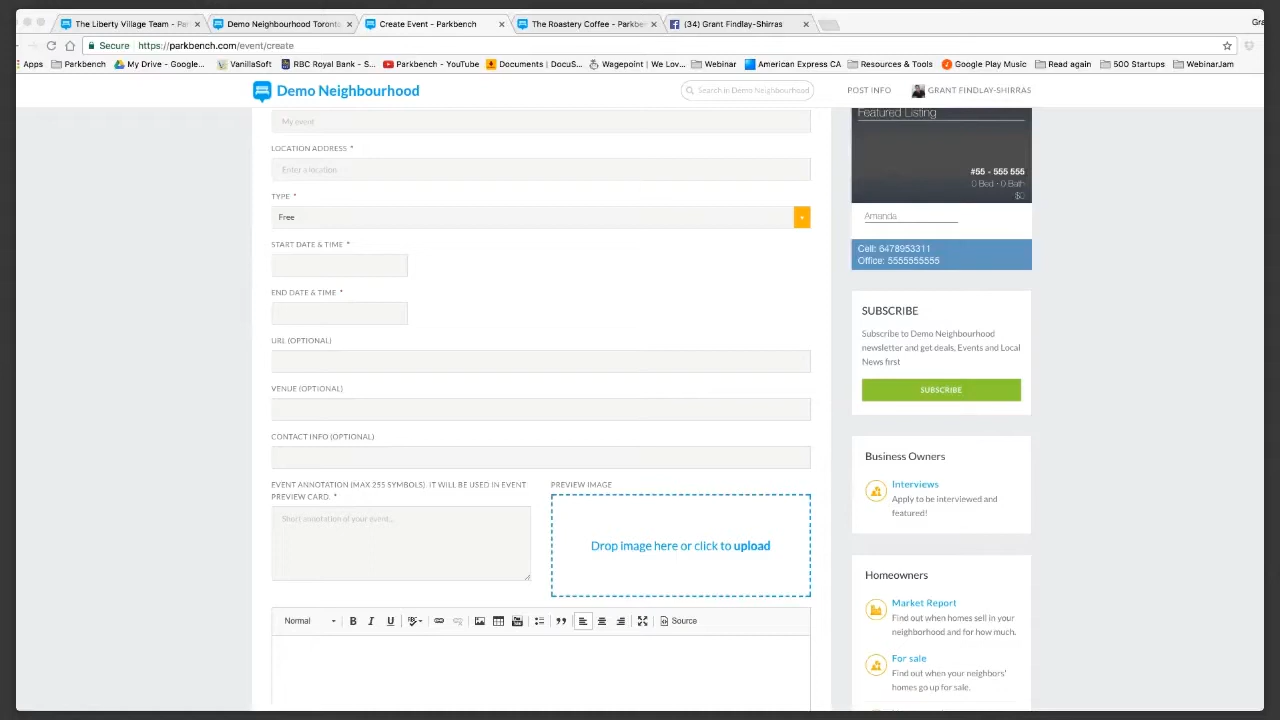 The Liberty Village Team - Pa
Demo Neighbourhood Toronto
Create Event - Parkbench
The Roastery Coffee - Parkbe
(34) Grant Findlay-Shirras
Gra
Secure https://parkbench.com/event/create
Apps Parkbench My Drive - Google... VanillaSoft RBC Royal Bank - S... Parkbench - YouTube Documents - DocuS... Wagepoint | We Lov... Webinar American Express CA Resources & Tools Google Play Music Read again 500 Startups WebinarJam
Demo Neighbourhood
Search in Demo Neighbourhood
POST INFO
GRANT FINDLAY-SHIRRAS
My event
LOCATION ADDRESS *
Enter a location
TYPE *
Free
START DATE & TIME *
END DATE & TIME *
URL (OPTIONAL)
VENUE (OPTIONAL)
CONTACT INFO (OPTIONAL)
EVENT ANNOTATION (MAX 255 SYMBOLS). IT WILL BE USED IN EVENT
PREVIEW CARD. *
Short annotation of your event...
PREVIEW IMAGE
Drop image here or click to upload
Normal B I U ABC Source
Featured Listing
#55 - 555 555
0 Bed · 0 Bath
$0
Amanda
Cell: 6478953311
Office: 5555555555
SUBSCRIBE
Subscribe to Demo Neighbourhood
newsletter and get deals, Events and Local
News first
SUBSCRIBE
Business Owners
Interviews
Apply to be interviewed and
featured!
Homeowners
Market Report
Find out when homes sell in your
neighborhood and for how much.
For sale
Find out when your neighbors'
homes go up for sale.